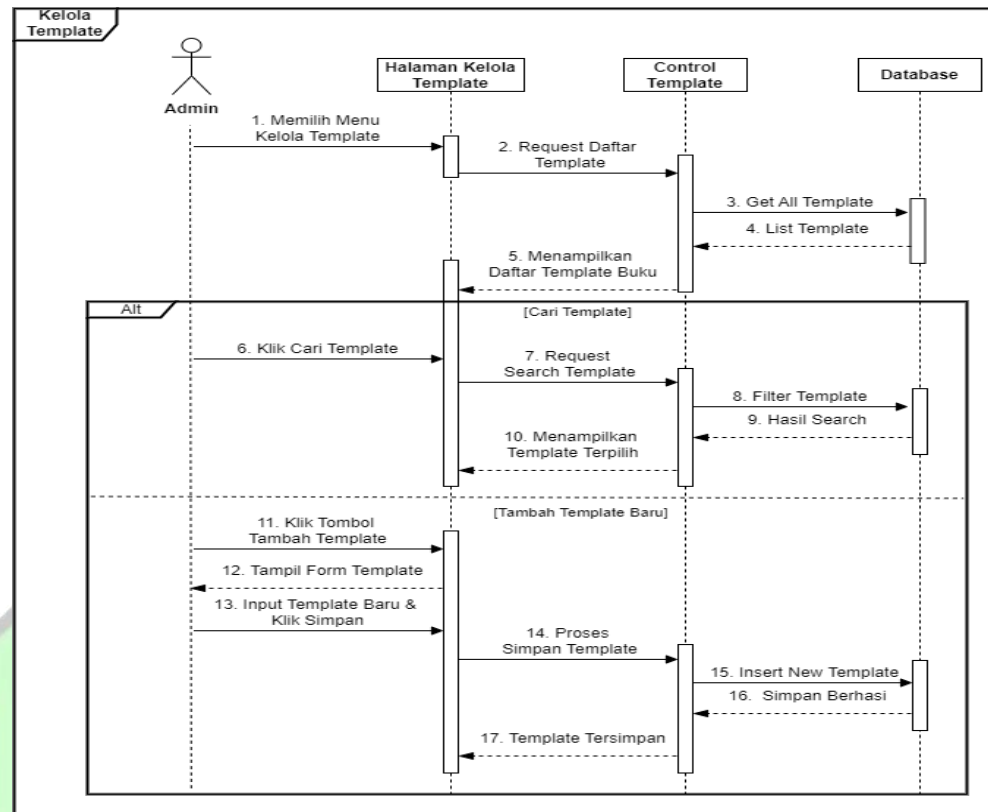 Kelola
Template
Admin
Halaman Kelola
Template
Control
Template
Database
1. Memilih Menu
Kelola Template
2. Request Daftar
Template
3. Get All Template
4. List Template
5. Menampilkan
Daftar Template Buku
Alt
[Cari Template]
6. Klik Cari Template
7. Request
Search Template
8. Filter Template
9. Hasil Search
10. Menampilkan
Template Terpilih
[Tambah Template Baru]
11. Klik Tombol
Tambah Template
12. Tampil Form Template
13. Input Template Baru &
Klik Simpan
14. Proses
Simpan Template
15. Insert New Template
16. Simpan Berhasi
17. Template Tersimpan